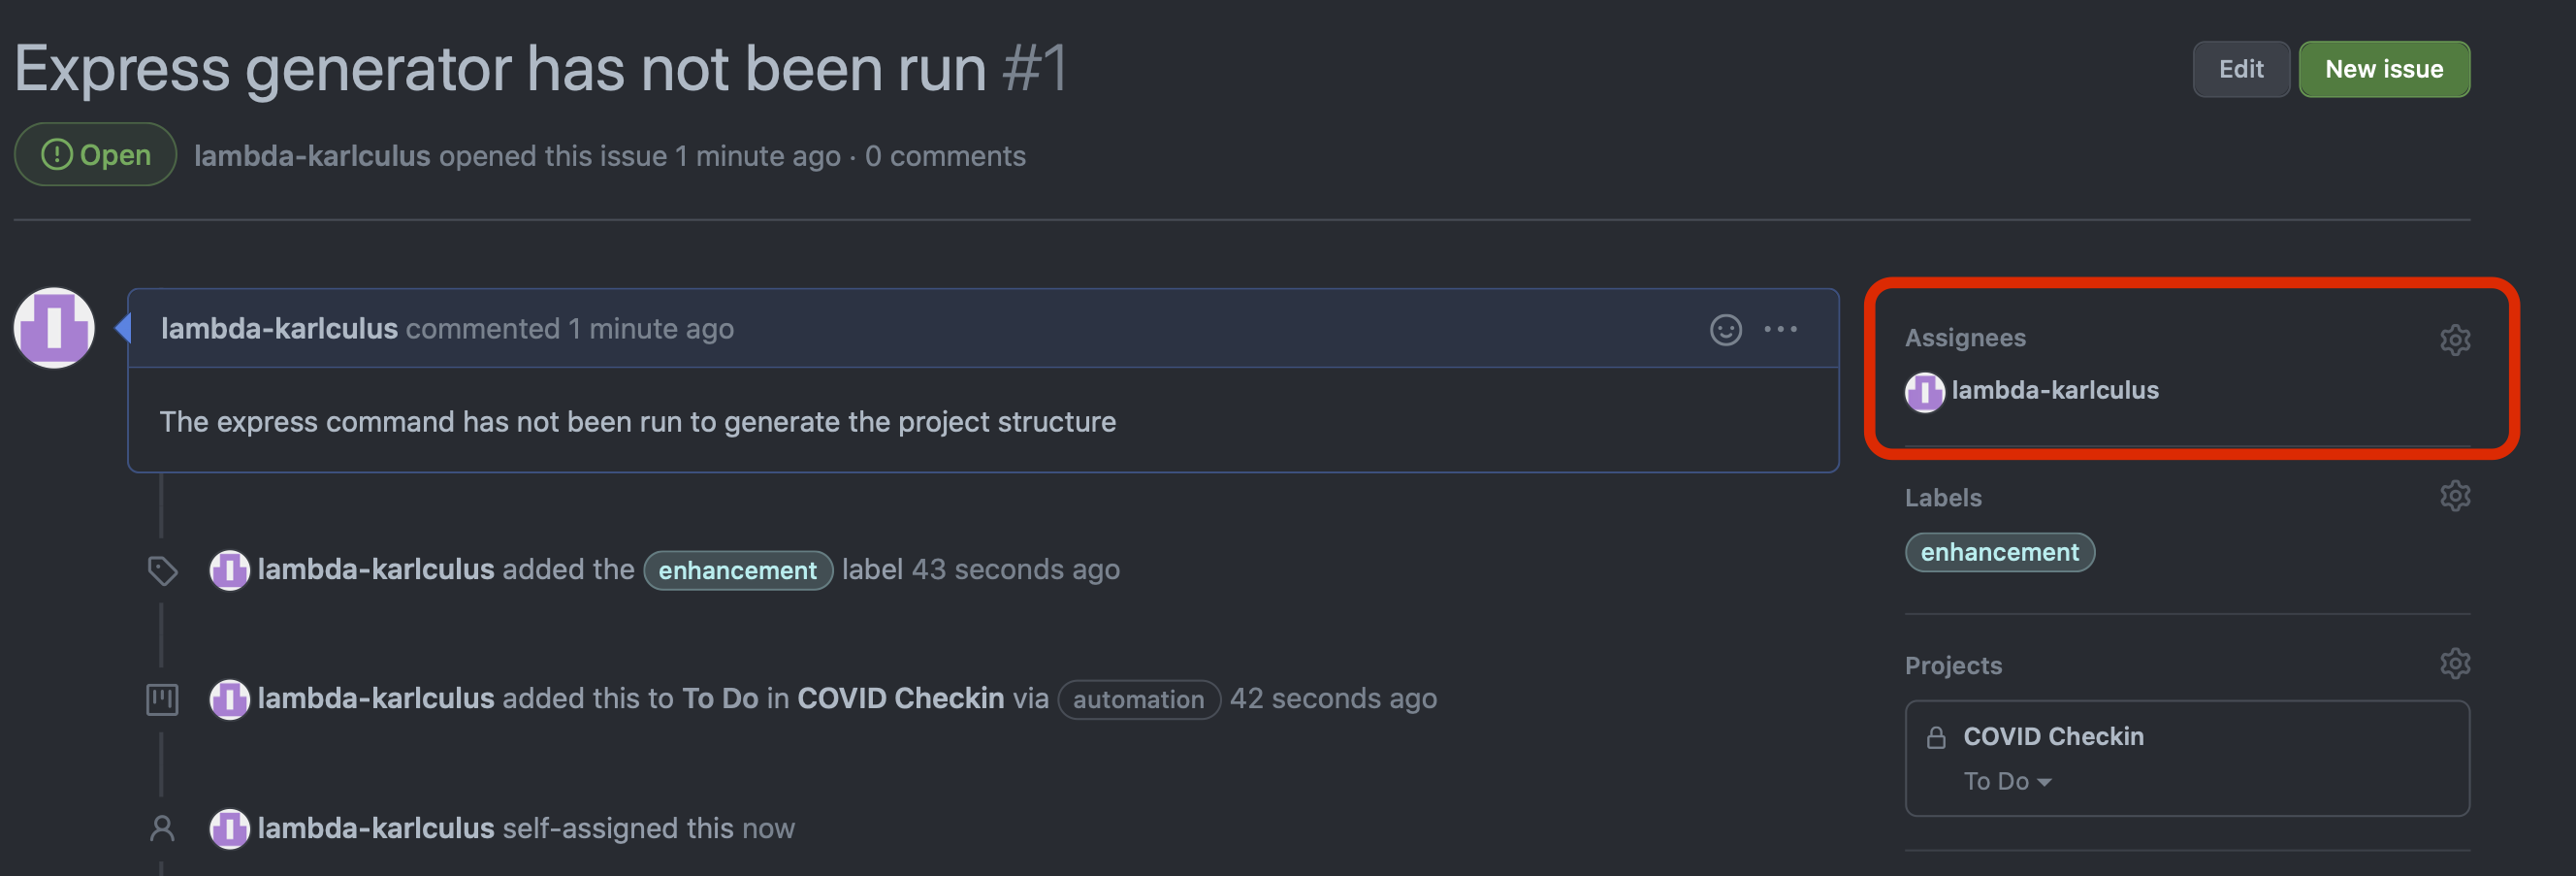 Express generator has not been run #1
Edit
New issue
Open
lambda-karlculus opened this issue 1 minute ago · 0 comments
lambda-karlculus commented 1 minute ago
The express command has not been run to generate the project structure
lambda-karlculus added the enhancement label 43 seconds ago
lambda-karlculus added this to To Do in COVID Checkin via automation 42 seconds ago
lambda-karlculus self-assigned this now
Assignees
lambda-karlculus
Labels
enhancement
Projects
COVID Checkin
To Do